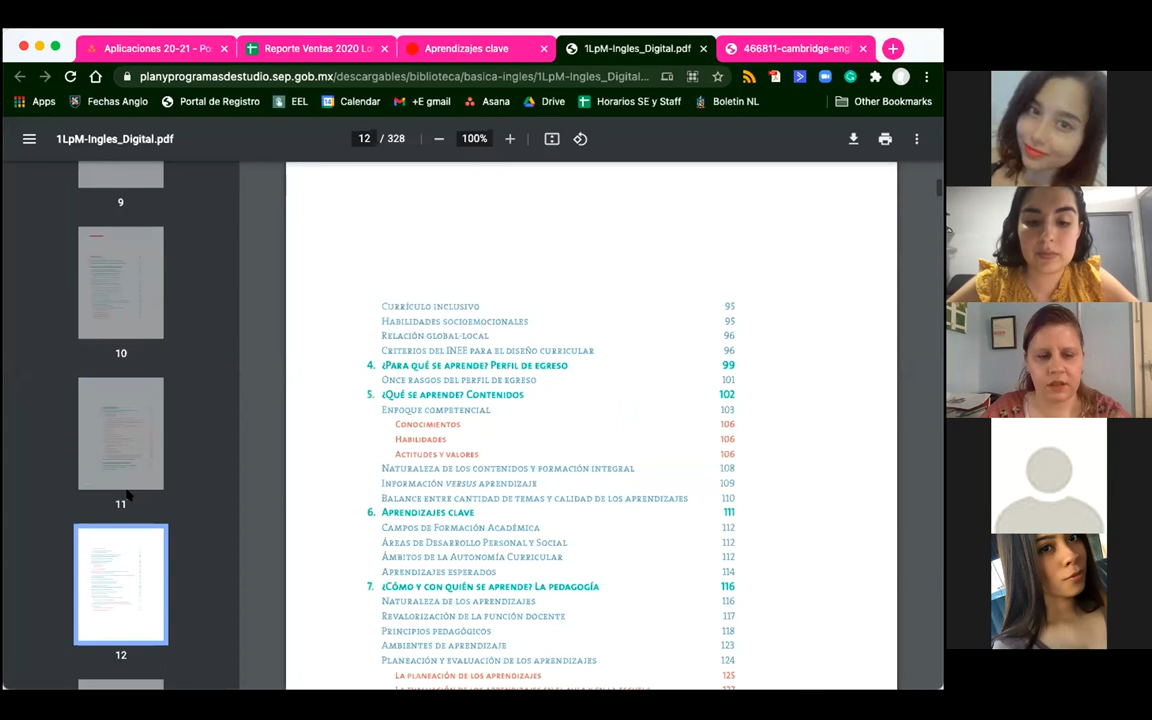 Aplicaciones 20-21 - Po
Reporte Ventas 2020 Lo
Aprendizajes clave
1LpM-Ingles_Digital.pdf
466811-cambridge-eng
planyprogramasdestudio.sep.gob.mx/descargables/biblioteca/basica-ingles/1LpM-Ingles_Digital...
Apps
Fechas Anglo
Portal de Registro
EEL
Calendar
+E gmail
Asana
Drive
Horarios SE y Staff
Boletin NL
Other Bookmarks
1LpM-Ingles_Digital.pdf
12 / 328
100%
9
10
11
12
CURRÍCULO INCLUSIVO 95
HABILIDADES SOCIOEMOCIONALES 95
RELACIÓN GLOBAL-LOCAL 96
CRITERIOS DEL INEE PARA EL DISEÑO CURRICULAR 96
4. ¿PARA QUÉ SE APRENDE? PERFIL DE EGRESO 99
ONCE RASGOS DEL PERFIL DE EGRESO 101
5. ¿QUÉ SE APRENDE? CONTENIDOS 102
ENFOQUE COMPETENCIAL 103
CONOCIMIENTOS 106
HABILIDADES 106
ACTITUDES Y VALORES 106
NATURALEZA DE LOS CONTENIDOS Y FORMACIÓN INTEGRAL 108
INFORMACIÓN VERSUS APRENDIZAJE 109
BALANCE ENTRE CANTIDAD DE TEMAS Y CALIDAD DE LOS APRENDIZAJES 110
6. APRENDIZAJES CLAVE 111
CAMPOS DE FORMACIÓN ACADÉMICA 112
ÁREAS DE DESARROLLO PERSONAL Y SOCIAL 112
ÁMBITOS DE LA AUTONOMÍA CURRICULAR 112
APRENDIZAJES ESPERADOS 114
7. ¿CÓMO Y CON QUIÉN SE APRENDE? LA PEDAGOGÍA 116
NATURALEZA DE LOS APRENDIZAJES 116
REVALORIZACIÓN DE LA FUNCIÓN DOCENTE 117
PRINCIPIOS PEDAGÓGICOS 118
AMBIENTES DE APRENDIZAJE 123
PLANEACIÓN Y EVALUACIÓN DE LOS APRENDIZAJES 124
LA PLANEACIÓN DE LOS APRENDIZAJES 125